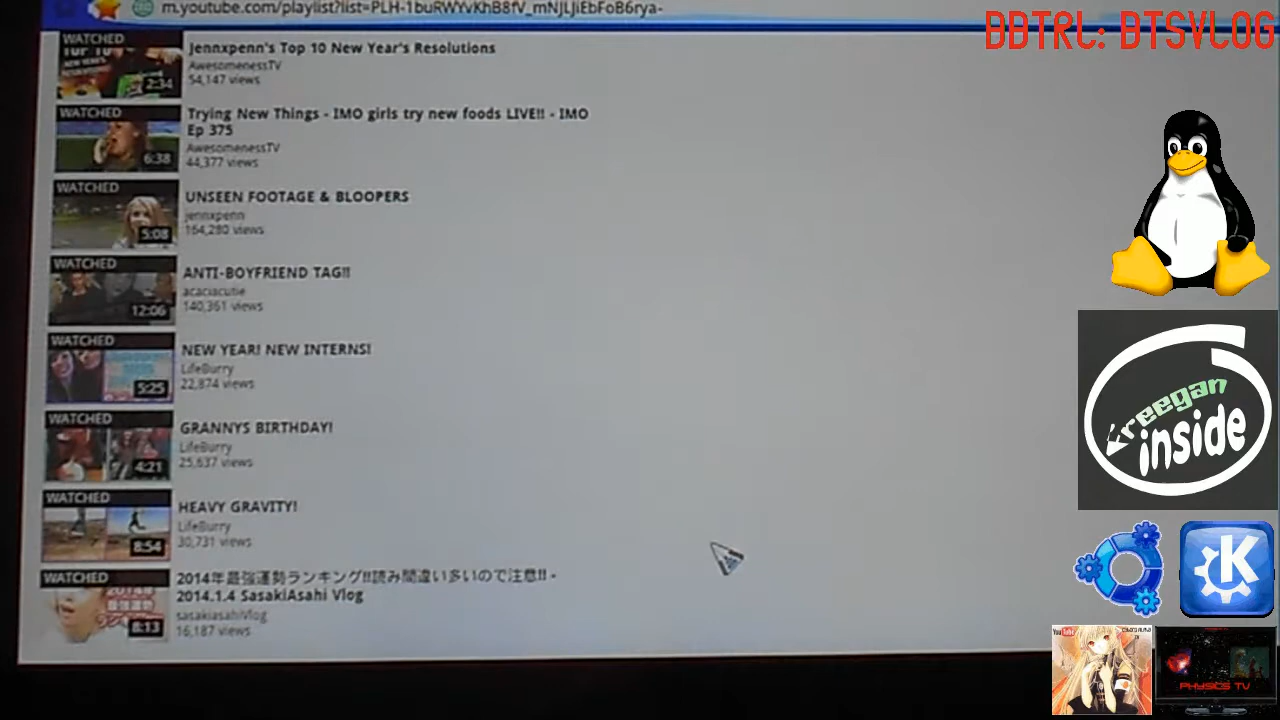 m.youtube.com/playlist?list=PLH-1buRWYvKhB8fV_mNJLJiEbFoB6rya-
DDTRL: DTSVLOG
WATCHED
2:34
Jennxpenn's Top 10 New Year's Resolutions
AwesomenessTV
54,147 views
WATCHED
6:38
Trying New Things - IMO girls try new foods LIVE!! - IMO
Ep 375
AwesomenessTV
44,377 views
WATCHED
5:08
UNSEEN FOOTAGE & BLOOPERS
jennxpenn
164,280 views
WATCHED
12:06
ANTI-BOYFRIEND TAG!!
acaciacutie
140,361 views
WATCHED
5:25
NEW YEAR! NEW INTERNS!
LifeBurry
22,874 views
WATCHED
4:21
GRANNYS BIRTHDAY!
LifeBurry
25,637 views
WATCHED
8:54
HEAVY GRAVITY!
LifeBurry
30,731 views
WATCHED
8:13
2014年最強運勢ランキング!!読み間違い多いので注意!! -
2014.1.4 SasakiAsahi Vlog
sasakiasahiVlog
16,187 views
freegan
inside
K
You Tube
PHYSICS TV